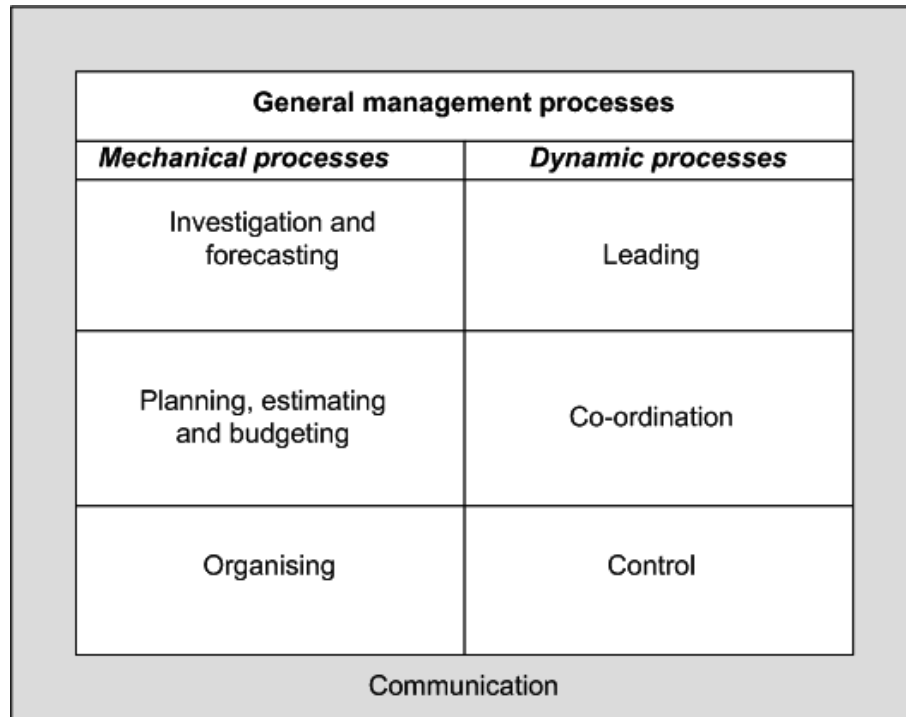 General management processes
Mechanical processes
Dynamic processes
Investigation and
forecasting
Leading
Planning, estimating
and budgeting
Co-ordination
Organising
Control
Communication